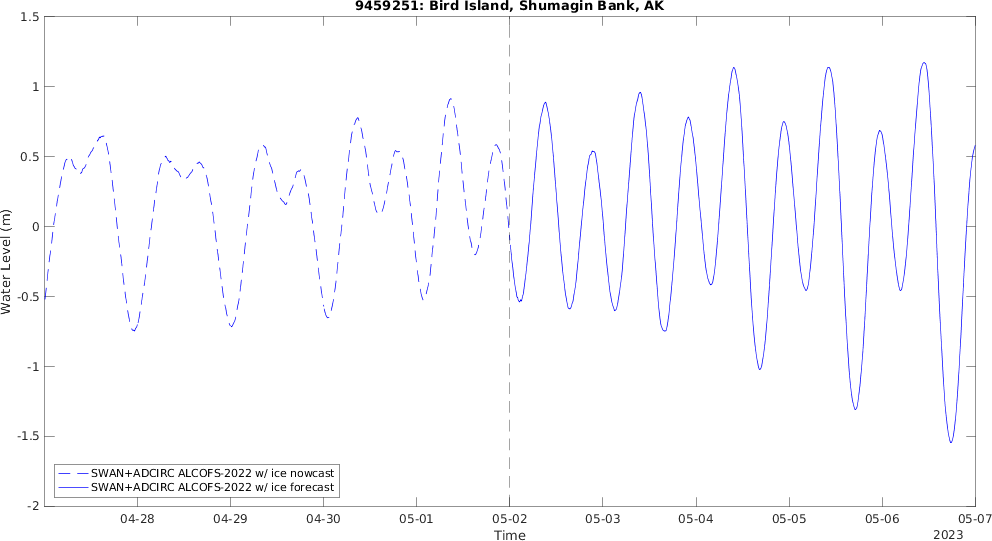 9459251: Bird Island, Shumagin Bank, AK
1.5
1
0.5
0
-0.5
-1
-1.5
-2
Water Level (m)
SWAN+ADCIRC ALCOFS-2022 w/ ice nowcast
SWAN+ADCIRC ALCOFS-2022 w/ ice forecast
04-28 04-29 04-30 05-01 05-02 05-03 05-04 05-05 05-06 05-07
Time
2023